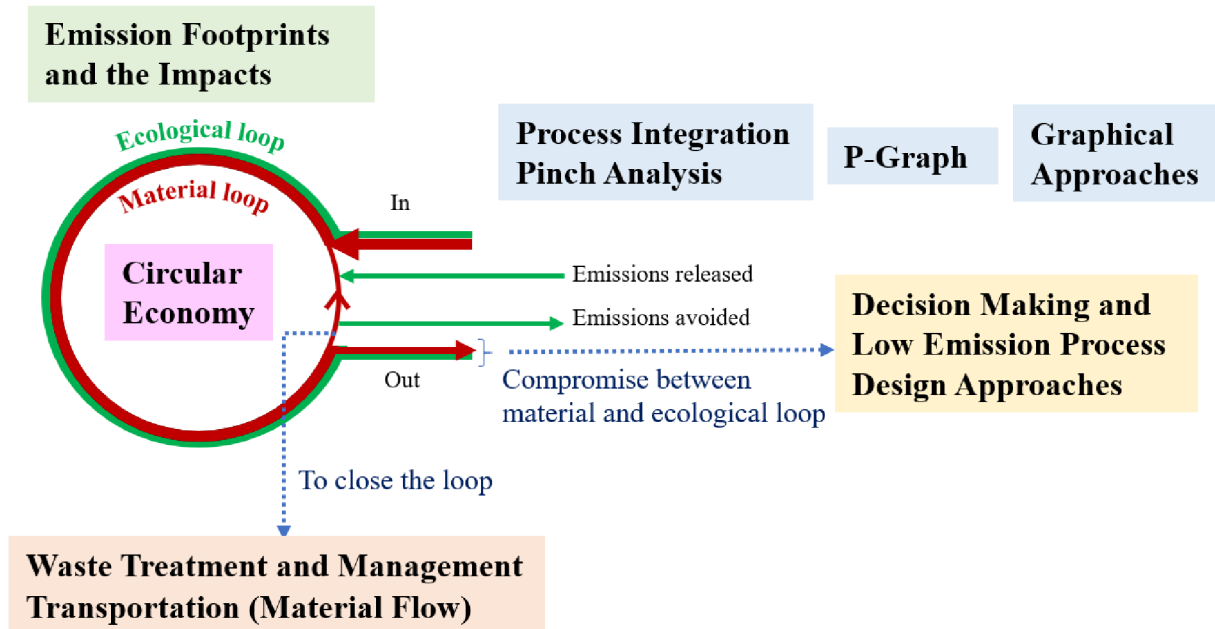 Emission Footprints
and the Impacts
Ecological loop
Material loop
Circular
Economy
In
Process Integration
Pinch Analysis
P-Graph
Graphical
Approaches
Emissions released
Emissions avoided
Out
Compromise between
material and ecological loop
Decision Making and
Low Emission Process
Design Approaches
To close the loop
Waste Treatment and Management
Transportation (Material Flow)